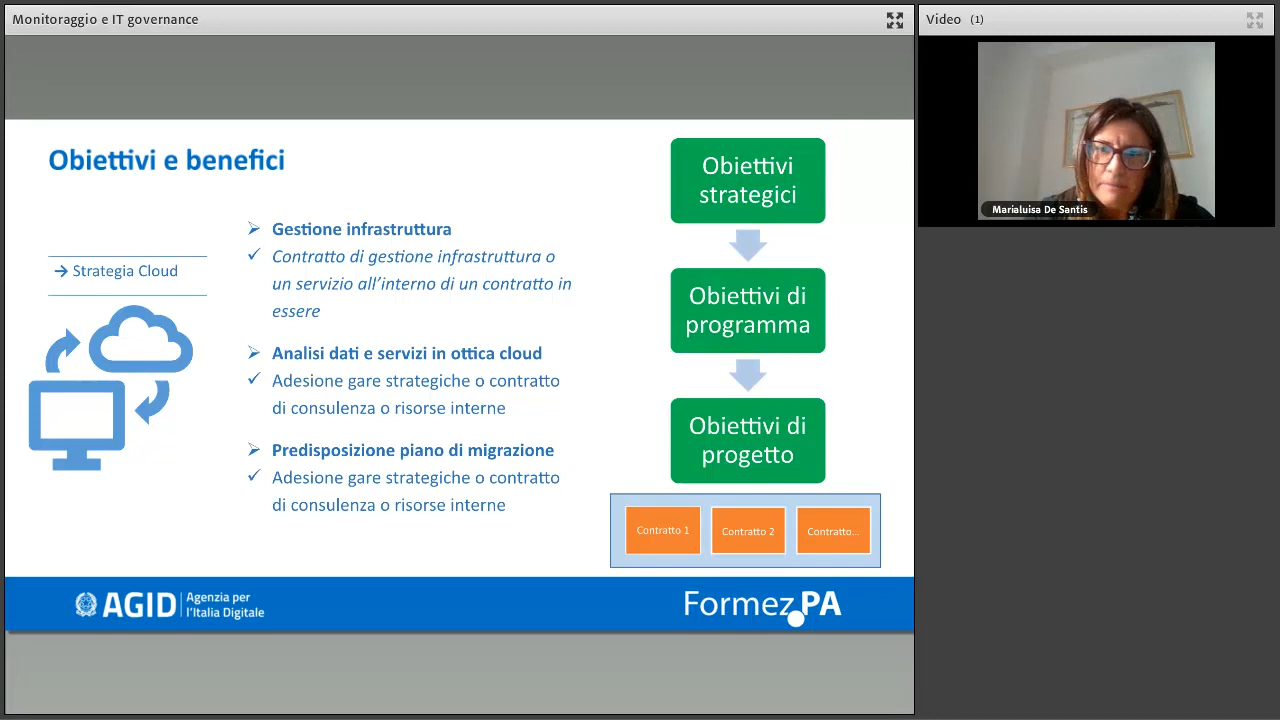 Monitoraggio e IT governance
Video (1)
Marialuisa De Santis
Obiettivi e benefici
→ Strategia Cloud
➢ Gestione infrastruttura
✓ Contratto di gestione infrastruttura o
un servizio all'interno di un contratto in
essere
➢ Analisi dati e servizi in ottica cloud
✓ Adesione gare strategiche o contratto
di consulenza o risorse interne
➢ Predisposizione piano di migrazione
✓ Adesione gare strategiche o contratto
di consulenza o risorse interne
Obiettivi
strategici
Obiettivi di
programma
Obiettivi di
progetto
Contratto 1
Contratto 2
Contratto...
AGID
Agenzia per
l'Italia Digitale
Formez PA